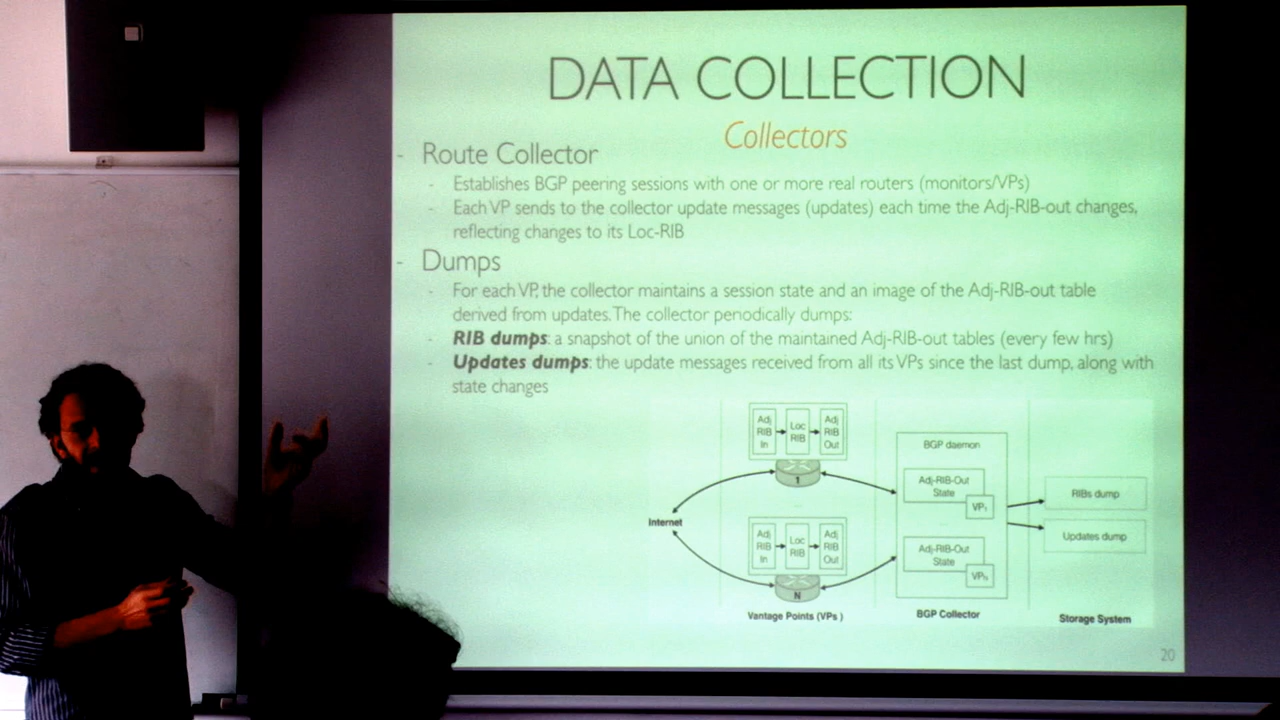 DATA COLLECTION
Collectors
- Route Collector
- Establishes BGP peering sessions with one or more real routers (monitors/VPs)
- Each VP sends to the collector update messages (updates) each time the Adj-RIB-out changes,
reflecting changes to its Loc-RIB
- Dumps
- For each VP, the collector maintains a session state and an image of the Adj-RIB-out table
derived from updates. The collector periodically dumps:
- RIB dumps: a snapshot of the union of the maintained Adj-RIB-out tables (every few hrs)
- Updates dumps: the update messages received from all its VPs since the last dump, along with
state changes
Adj
RIB
In
Loc
RIB
Adj
RIB
Out
1
Internet
Adj
RIB
In
Loc
RIB
Adj
RIB
Out
N
Vantage Points (VPs )
BGP daemon
Adj-RIB-Out
State
VP1
Adj-RIB-Out
State
VPN
BGP Collector
RIBs dump
Updates dump
Storage System
20